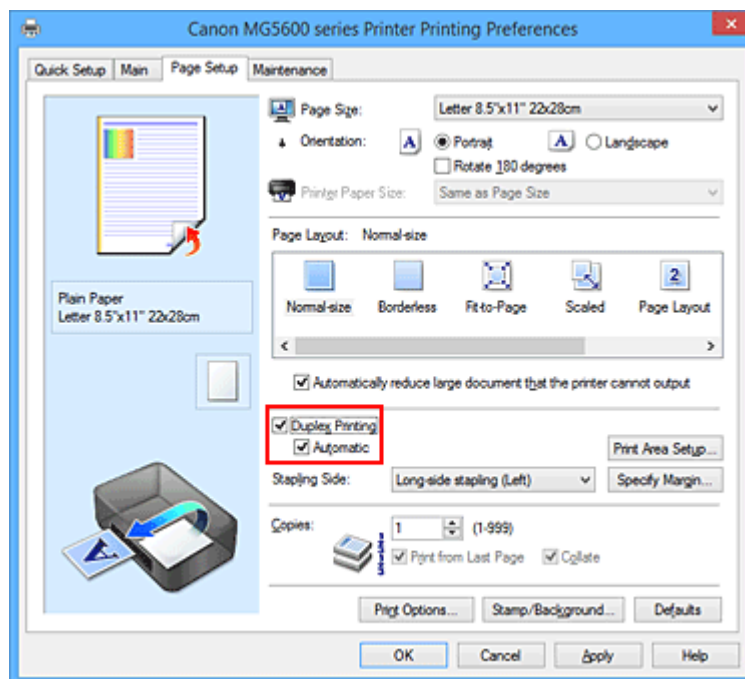 Canon MG5600 series Printer Printing Preferences
Quick Setup Main Page Setup Maintenance
Page Size: Letter 8.5"x11" 22x28cm
Orientation: A Portrait A Landscape
Rotate 180 degrees
Printer Paper Size: Same as Page Size
Page Layout: Normal-size
Normal-size Borderless Fit-to-Page Scaled 2 Page Layout
Plain Paper
Letter 8.5"x11" 22x28cm
Automatically reduce large document that the printer cannot output
Duplex Printing
Automatic
Print Area Setup...
Stapling Side: Long-side stapling (Left) Specify Margin...
Copies: 1 (1-999)
Print from Last Page Collate
A
Print Options... Stamp/Background... Defaults
OK Cancel Apply Help